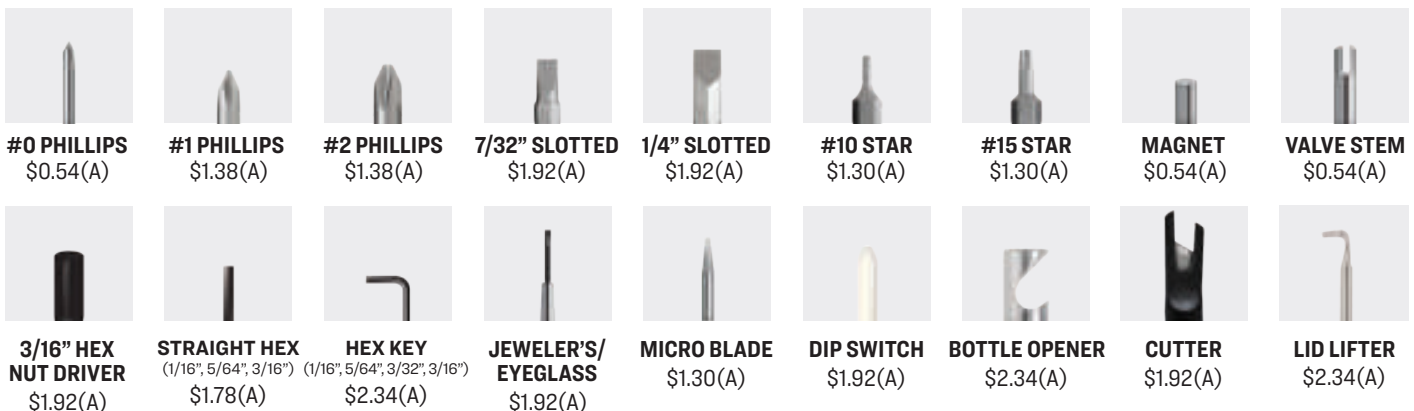 #0 PHILLIPS
$0.54(A)
#1 PHILLIPS
$1.38(A)
#2 PHILLIPS
$1.38(A)
7/32” SLOTTED
$1.92(A)
1/4” SLOTTED
$1.92(A)
#10 STAR
$1.30(A)
#15 STAR
$1.30(A)
MAGNET
$0.54(A)
VALVE STEM
$0.54(A)
3/16” HEX
NUT DRIVER
$1.92(A)
STRAIGHT HEX
(1/16”, 5/64”, 3/16”)
$1.78(A)
HEX KEY
(1/16”, 5/64”, 3/32”, 3/16”)
$2.34(A)
JEWELER’S/
EYEGLASS
$1.92(A)
MICRO BLADE
$1.30(A)
DIP SWITCH
$1.92(A)
BOTTLE OPENER
$2.34(A)
CUTTER
$1.92(A)
LID LIFTER
$2.34(A)